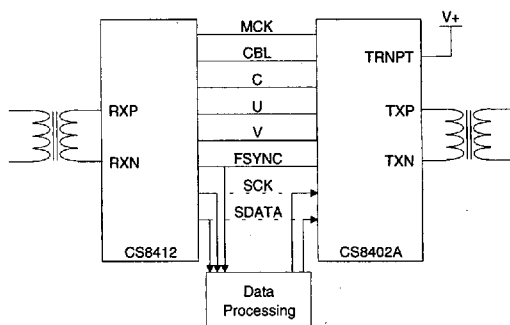 MCK
V+
CBL
TRNPT
C
RXP
U
TXP
V
RXN
FSYNC
TXN
SCK
SDATA
CS8412
CS8402A
Data
Processing